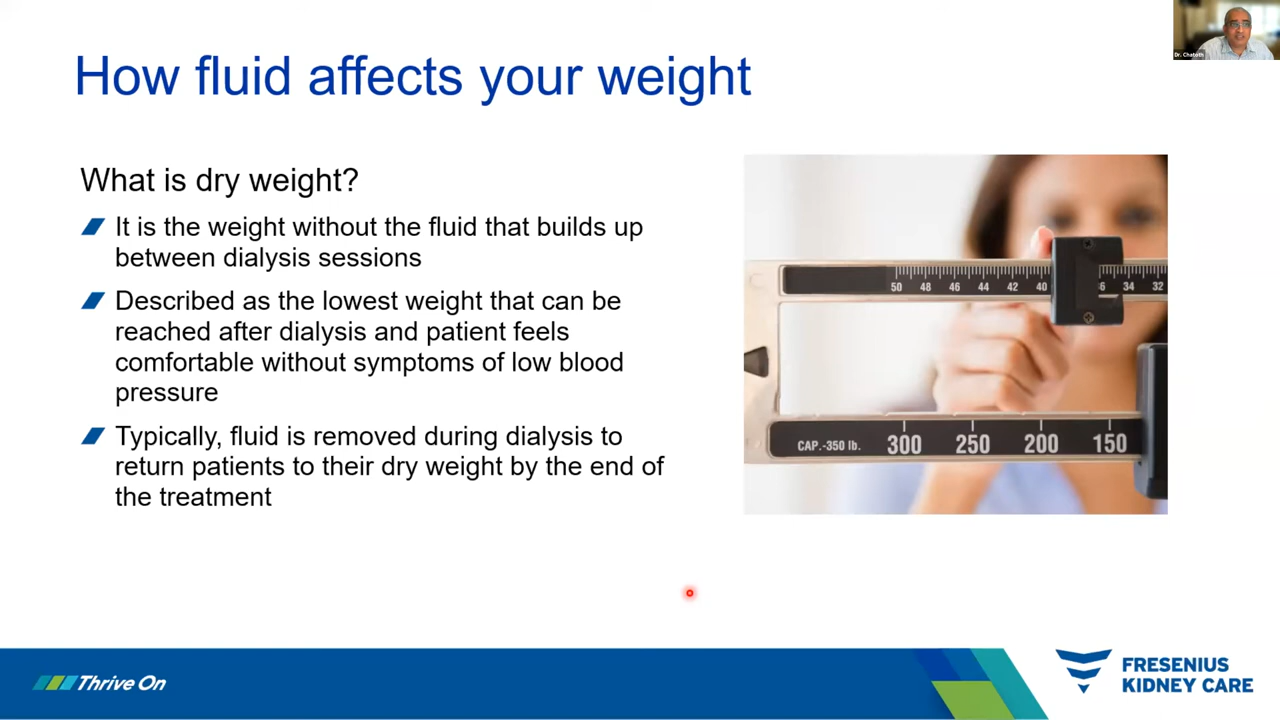 Dr. Chatoth
How fluid affects your weight
What is dry weight?
It is the weight without the fluid that builds up
between dialysis sessions
Described as the lowest weight that can be
reached after dialysis and patient feels
comfortable without symptoms of low blood
pressure
Typically, fluid is removed during dialysis to
return patients to their dry weight by the end of
the treatment
50 48 46 44 42 40 36 34 32
CAP.-350 lb. 300 250 200 150
Thrive On
FRESENIUS
KIDNEY CARE